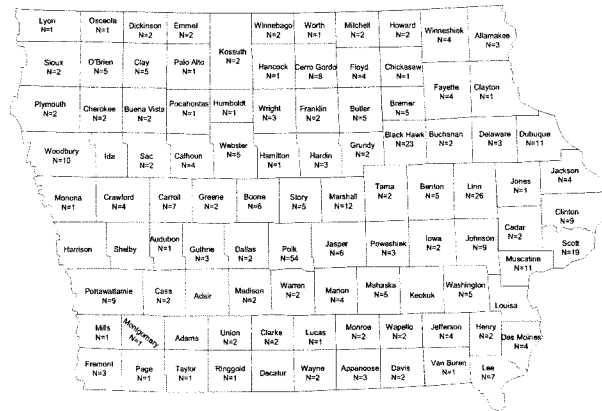 Lyon
N=1
Osceola
N=1
Dickinson
N=2
Emmet
N=2
Winnebago
N=2
Worth
N=1
Mitchell
N=2
Howard
N=2
Winneshiek
N=4
Allamakee
N=3
Sioux
N=2
O'Brien
N=5
Clay
N=5
Palo Alto
N=1
Kossuth
N=2
Hancock
N=1
Cerro Gordo
N=8
Floyd
N=4
Chickasaw
N=1
Fayette
N=4
Clayton
N=1
Plymouth
N=2
Cherokee
N=2
Buena Vista
N=2
Pocahontas
N=1
Humboldt
N=1
Wright
N=3
Franklin
N=2
Butler
N=5
Bremer
N=5
Woodbury
N=10
Ida
Sac
N=2
Calhoun
N=4
Webster
N=5
Hamilton
N=1
Hardin
N=3
Grundy
N=2
Black Hawk
N=23
Buchanan
N=2
Delaware
N=3
Dubuque
N=11
Monona
N=1
Crawford
N=4
Carroll
N=7
Greene
N=2
Boone
N=6
Story
N=5
Marshall
N=12
Tama
N=2
Benton
N=5
Linn
N=26
Jones
N=1
Jackson
N=4
Clinton
N=9
Cedar
N=2
Scott
N=19
Harrison
Shelby
Audubon
N=1
Guthrie
N=3
Dallas
N=2
Polk
N=54
Jasper
N=6
Poweshiek
N=3
Iowa
N=2
Johnson
N=9
Muscatine
N=11
Pottawattamie
N=9
Cass
N=2
Adair
Madison
N=2
Warren
N=2
Marion
N=4
Mahaska
N=5
Keokuk
Washington
N=5
Louisa
Mills
N=1
Montgomery
N=1
Adams
Union
N=2
Clarke
N=2
Lucas
N=1
Monroe
N=2
Wapello
N=2
Jefferson
N=4
Henry
N=2
Des Moines
N=4
Fremont
N=3
Page
N=1
Taylor
N=1
Ringgold
N=1
Decatur
Wayne
N=2
Appanoose
N=3
Davis
N=2
Van Buren
N=1
Lee
N=7